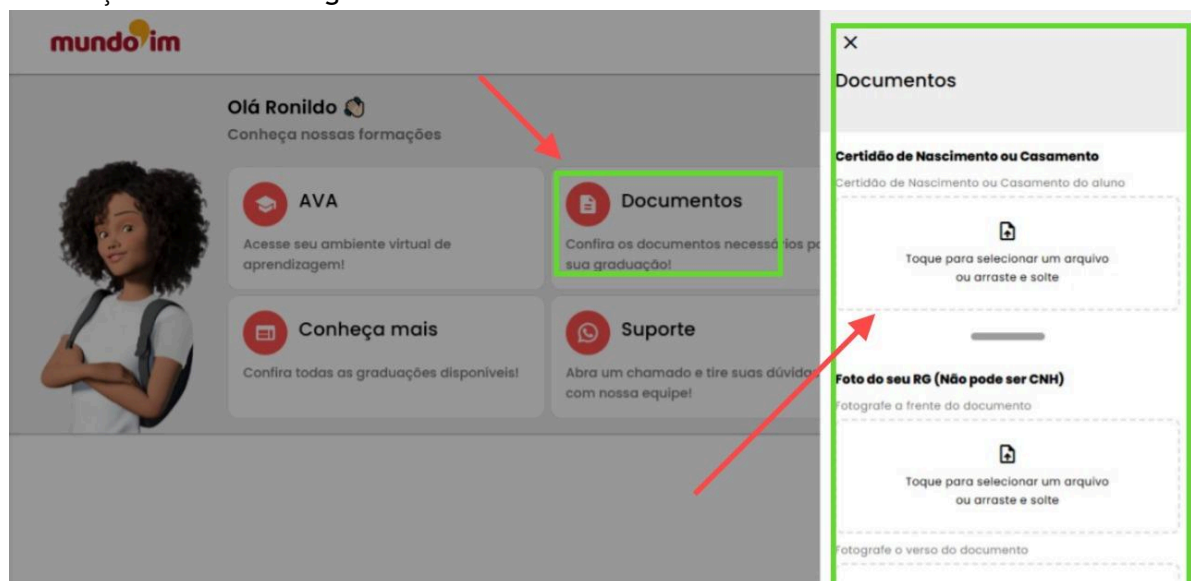 mundo im
Olá Ronildo
Conheça nossas formações
AVA
Acesse seu ambiente virtual de
aprendizagem!
Documentos
Confira os documentos necessários
sua graduação!
Conheça mais
Confira todas as graduações disponíveis!
Suporte
Abra um chamado e tire suas
com nossa equipe!
Documentos
Certidão de Nascimento ou Casamento
Certidão de Nascimento ou Casamento do aluno
Toque para selecionar um arquivo
ou arraste e solte
Foto do seu RG (Não pode ser CNH)
Fotografe a frente do documento
Toque para selecionar um arquivo
ou arraste e solte
Fotografe o verso do documento